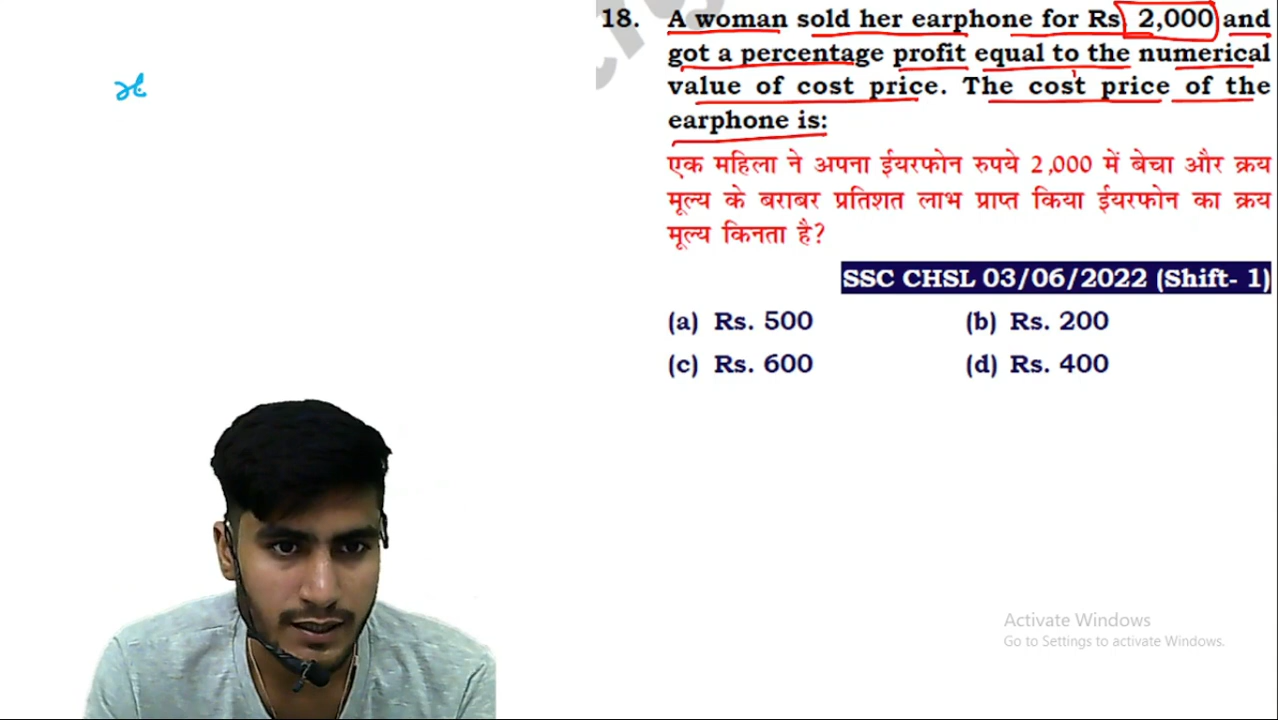 18. A woman sold her earphone for Rs 2,000 and
got a percentage profit equal to the numerical
value of cost price. The cost price of the
earphone is:
एक महिला ने अपना ईयरफोन रुपये 2,000 में बेचा और क्रय
मूल्य के बराबर प्रतिशत लाभ प्राप्त किया ईयरफोन का क्रय
मूल्य किनता है?
SSC CHSL 03/06/2022 (Shift- 1)
(a) Rs. 500 (b) Rs. 200
(c) Rs. 600 (d) Rs. 400
Activate Windows
Go to Settings to activate Windows.